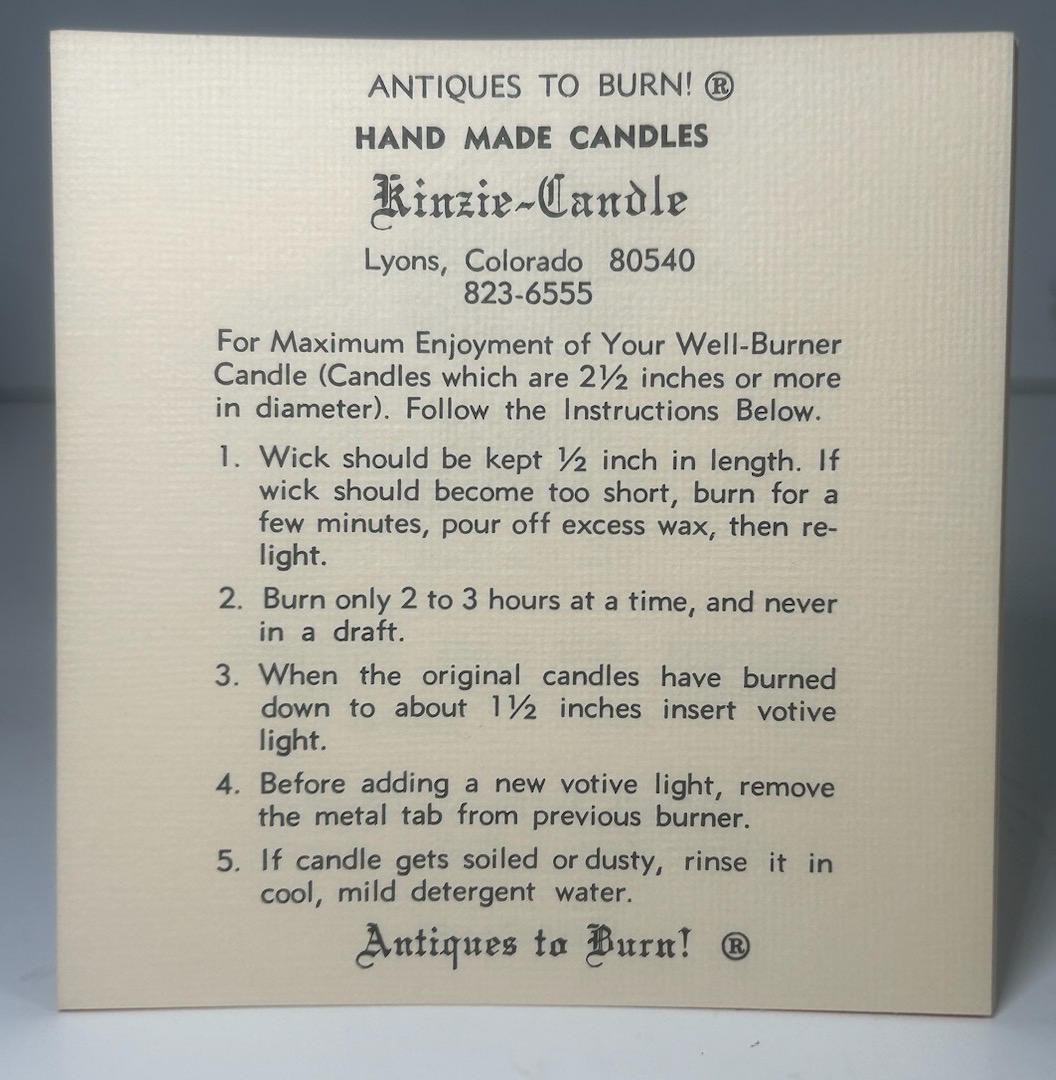 ANTIQUES TO BURN! ®
HAND MADE CANDLES
Kinzie-Candle
Lyons, Colorado 80540
823-6555
For Maximum Enjoyment of Your Well-Burner
Candle (Candles which are 2½ inches or more
in diameter). Follow the Instructions Below.
1. Wick should be kept ½ inch in length. If
wick should become too short, burn for a
few minutes, pour off excess wax, then re-
light.
2. Burn only 2 to 3 hours at a time, and never
in a draft.
3. When the original candles have burned
down to about 1½ inches insert votive
light.
4. Before adding a new votive light, remove
the metal tab from previous burner.
5. If candle gets soiled or dusty, rinse it in
cool, mild detergent water.
Antiques to Burn! ®